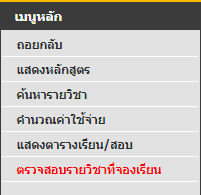 เมนูหลัก
ถอยกลับ
แสดงหลักสูตร
ค้นหารายวิชา
คำนวณค่าใช้จ่าย
แสดงตารางเรียน/สอบ
ตรวจสอบรายวิชาที่จองเรียน